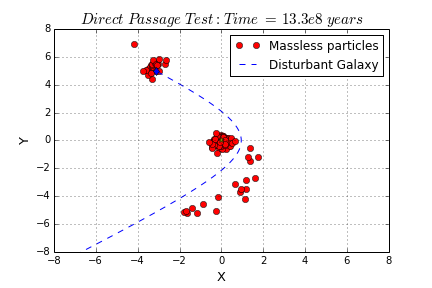 Direct Passage Test : Time = 13.3e8 years
Massless particles
Disturbant Galaxy
8
6
4
2
0
−2
−4
−6
−8
Y
−8 −6 −4 −2 0 2 4 6 8
X